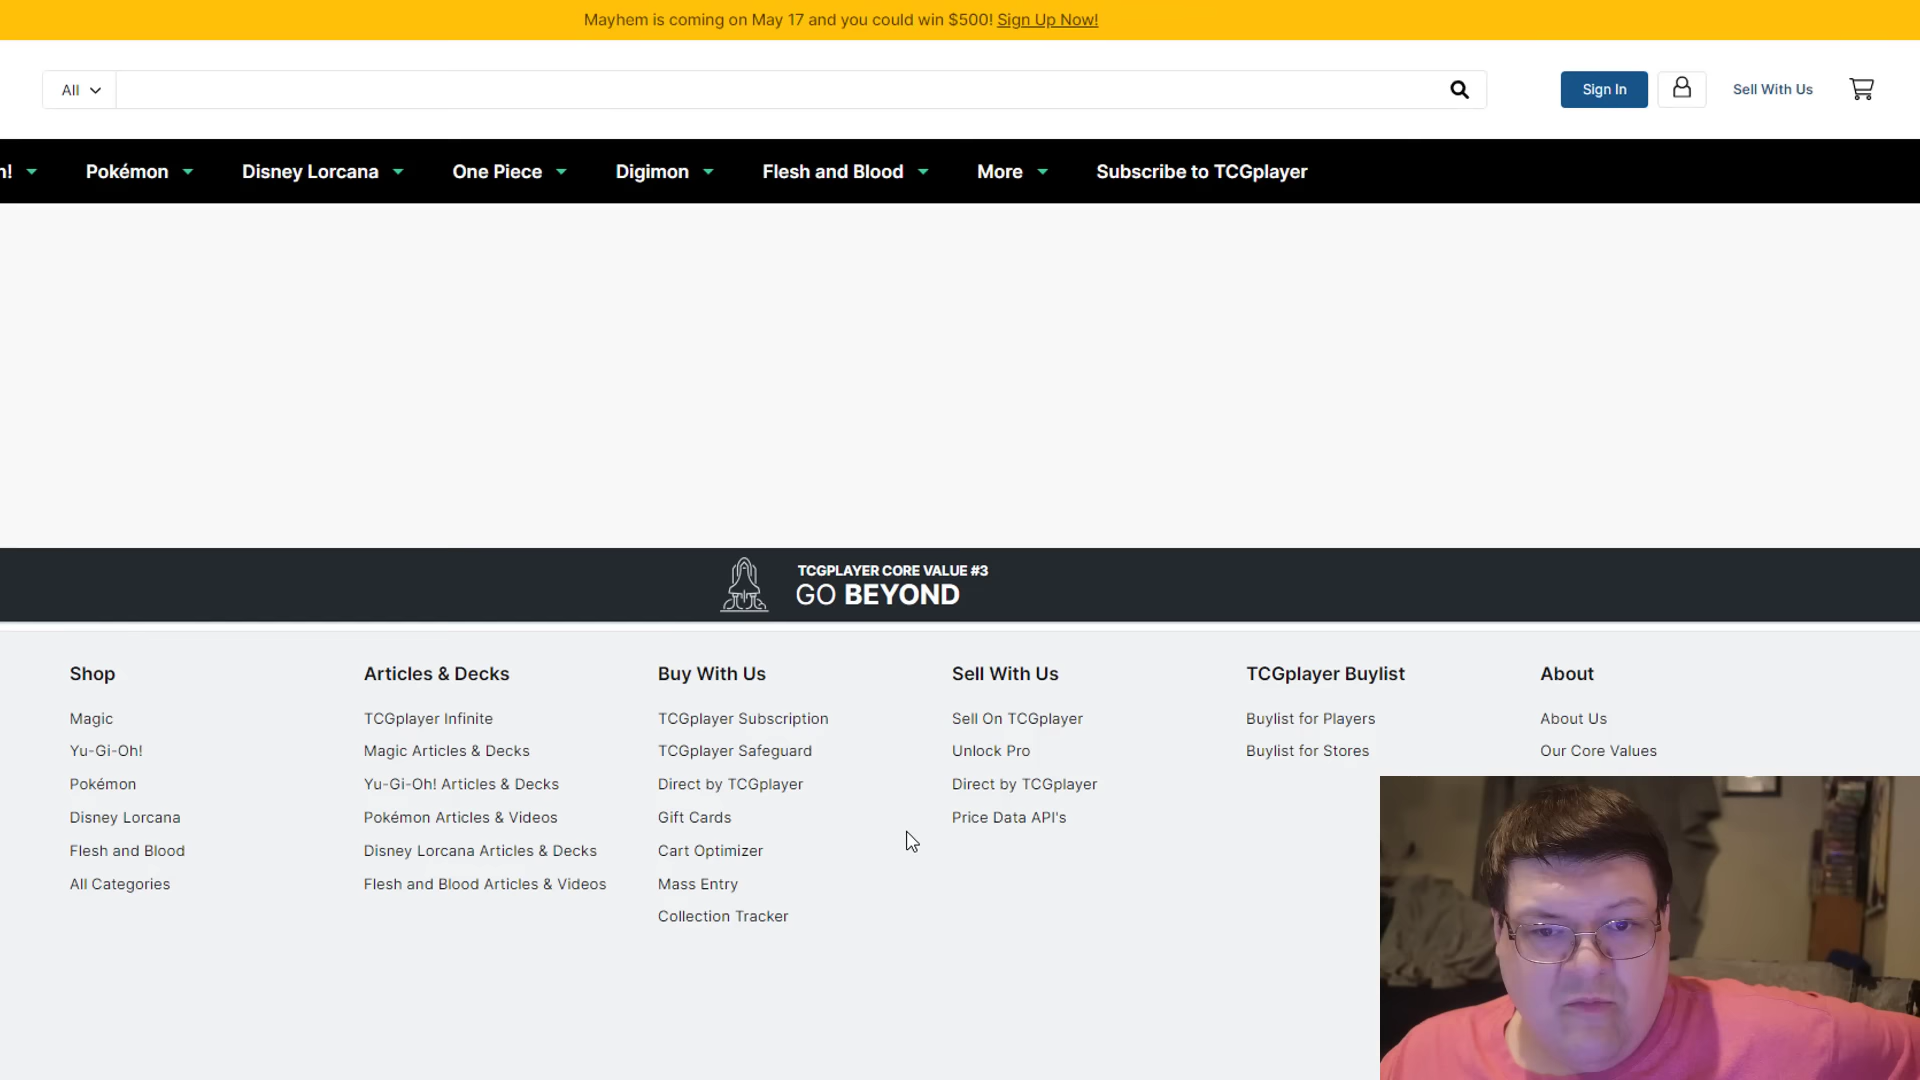 Mayhem is coming on May 17 and you could win $500! Sign Up Now!
All
Sign In
Sell With Us
h!
Pokémon
Disney Lorcana
One Piece
Digimon
Flesh and Blood
More
Subscribe to TCGplayer
TCGPLAYER CORE VALUE #3
GO BEYOND
Shop
Magic
Yu-Gi-Oh!
Pokémon
Disney Lorcana
Flesh and Blood
All Categories
Articles & Decks
TCGplayer Infinite
Magic Articles & Decks
Yu-Gi-Oh! Articles & Decks
Pokémon Articles & Videos
Disney Lorcana Articles & Decks
Flesh and Blood Articles & Videos
Buy With Us
TCGplayer Subscription
TCGplayer Safeguard
Direct by TCGplayer
Gift Cards
Cart Optimizer
Mass Entry
Collection Tracker
Sell With Us
Sell On TCGplayer
Unlock Pro
Direct by TCGplayer
Price Data API's
TCGplayer Buylist
Buylist for Players
Buylist for Stores
About
About Us
Our Core Values